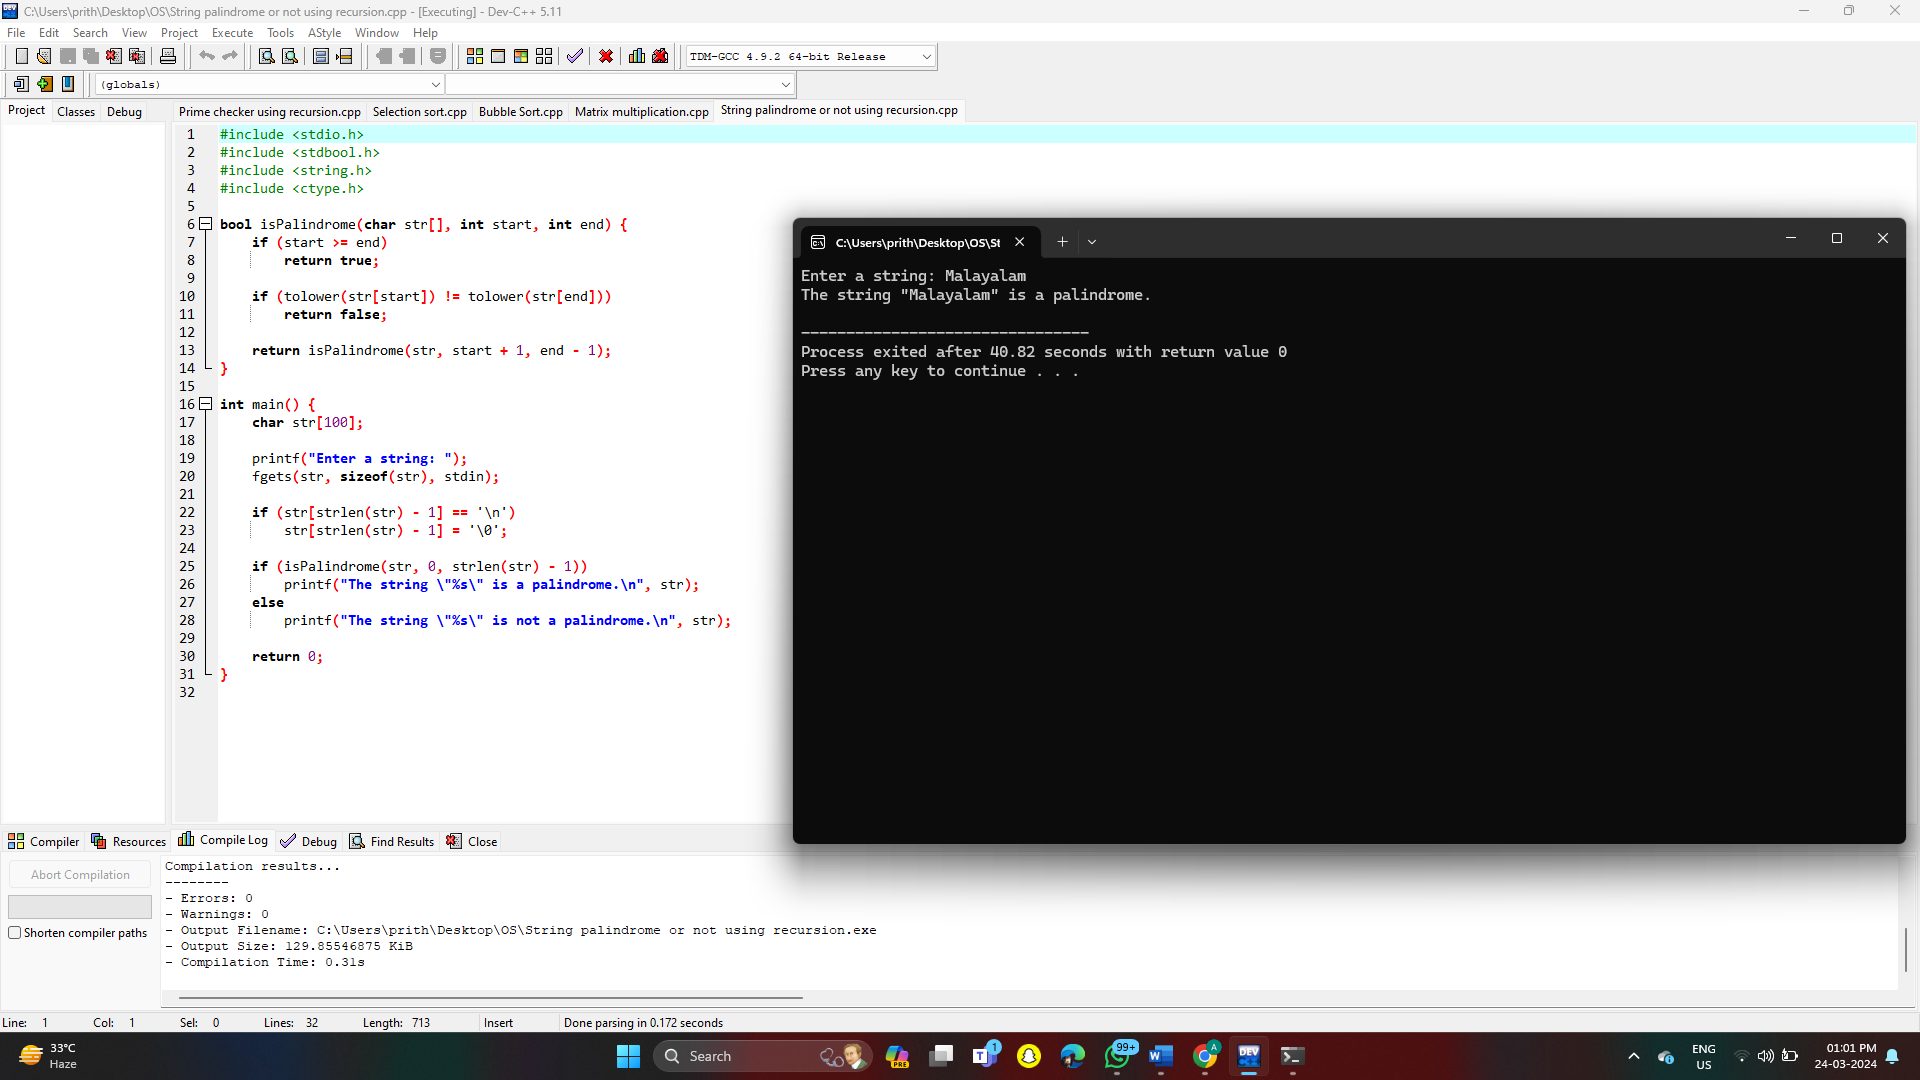 C:\Users\prith\Desktop\OS\String palindrome or not using recursion.cpp - [Executing] - Dev-C++ 5.11
File Edit Search View Project Execute Tools AStyle Window Help
TDM-GCC 4.9.2 64-bit Release
(globals)
Project Classes Debug
Prime checker using recursion.cpp Selection sort.cpp Bubble Sort.cpp Matrix multiplication.cpp String palindrome or not using recursion.cpp
1 #include <stdio.h>
2 #include <stdbool.h>
3 #include <string.h>
4 #include <ctype.h>
5
6 bool isPalindrome(char str[], int start, int end) {
7     if (start >= end)
8         return true;
9
10     if (tolower(str[start]) != tolower(str[end]))
11         return false;
12
13     return isPalindrome(str, start + 1, end - 1);
14 }
15
16 int main() {
17     char str[100];
18
19     printf("Enter a string: ");
20     fgets(str, sizeof(str), stdin);
21
22     if (str[strlen(str) - 1] == '\n')
23         str[strlen(str) - 1] = '\0';
24
25     if (isPalindrome(str, 0, strlen(str) - 1))
26         printf("The string \"%s\" is a palindrome.\n", str);
27     else
28         printf("The string \"%s\" is not a palindrome.\n", str);
29
30     return 0;
31 }
32
C:\Users\prith\Desktop\OS\St
Enter a string: Malayalam
The string "Malayalam" is a palindrome.
--------------------------------
Process exited after 40.82 seconds with return value 0
Press any key to continue . . .
Compiler Resources Compile Log Debug Find Results Close
Abort Compilation
Shorten compiler paths
Compilation results...
--------
- Errors: 0
- Warnings: 0
- Output Filename: C:\Users\prith\Desktop\OS\String palindrome or not using recursion.exe
- Output Size: 129.85546875 KiB
- Compilation Time: 0.31s
Line: 1 Col: 1 Sel: 0 Lines: 32 Length: 713 Insert Done parsing in 0.172 seconds
33°C
Haze
Search
PRE
1
99+
A
DEV
ENG
US
01:01 PM
24-03-2024